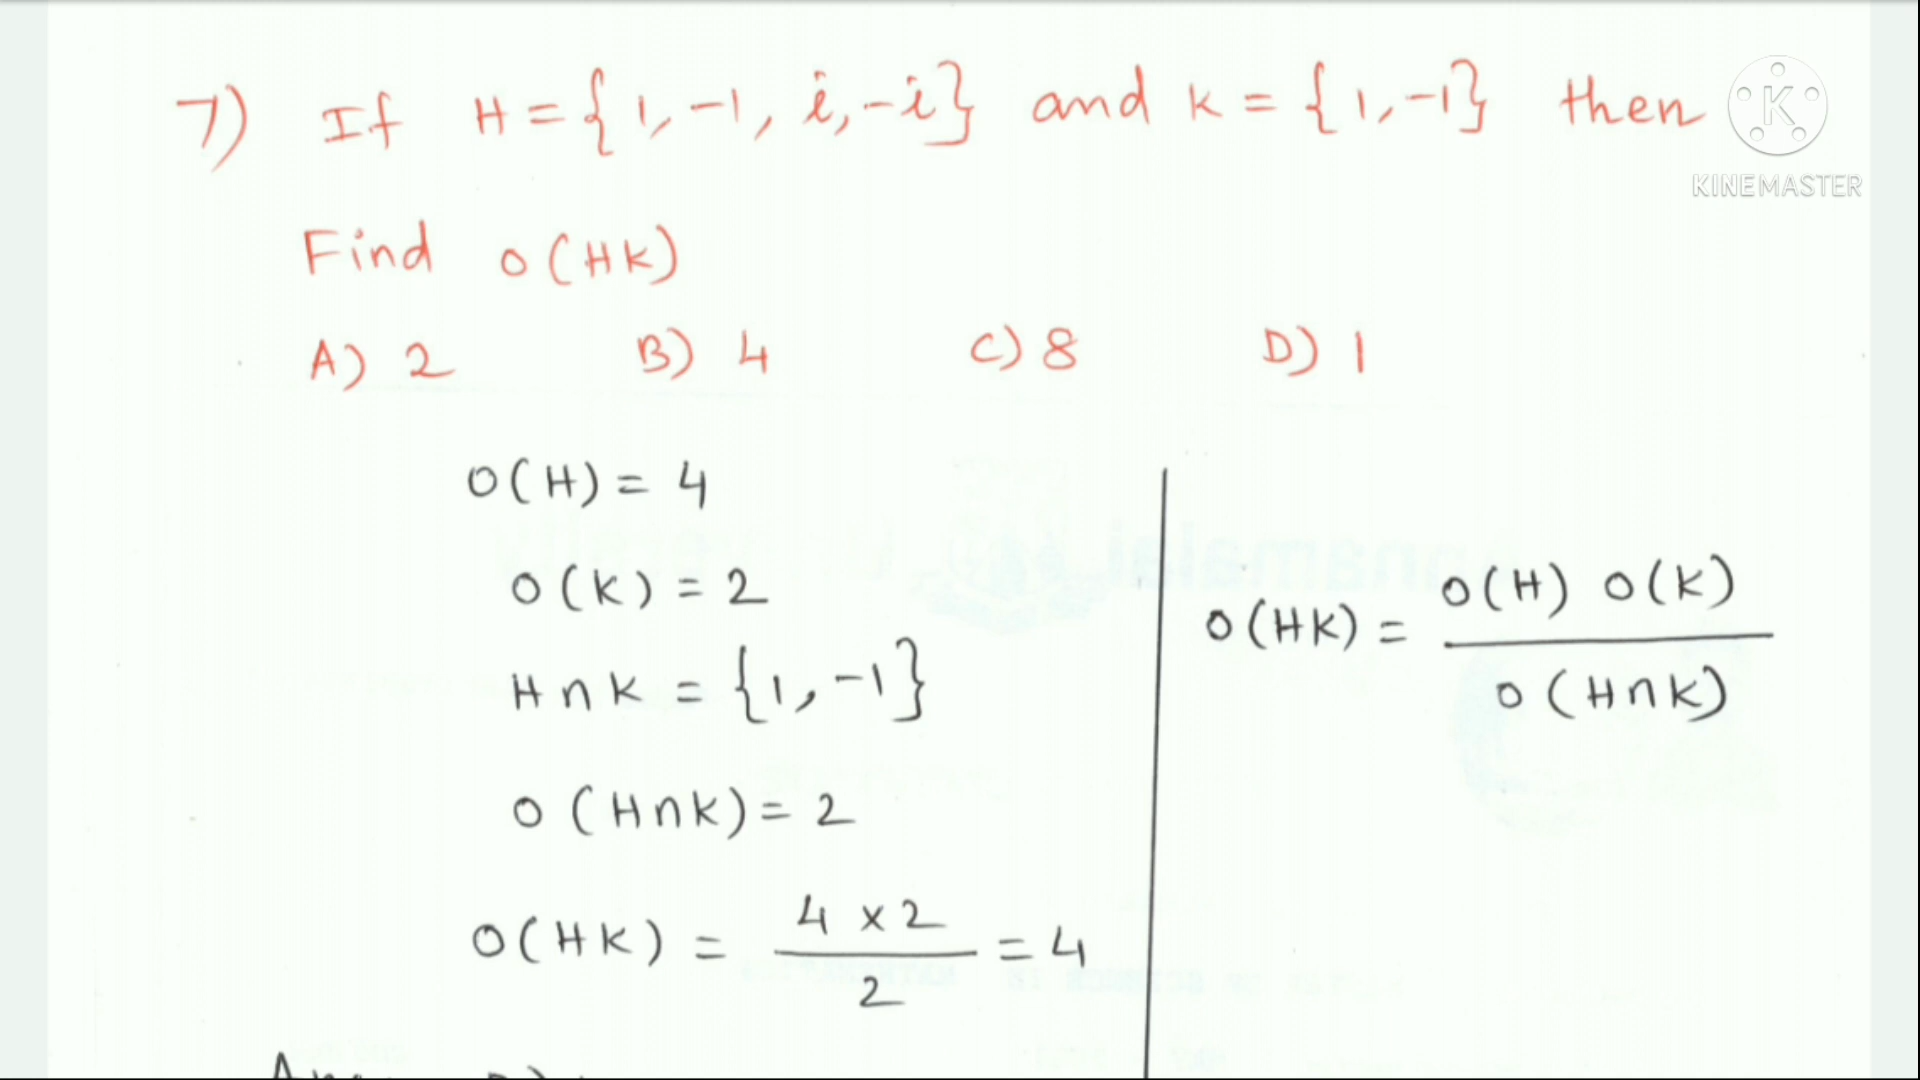 7) If H = {1, -1, i, -i} and K = {1, -1} then
KINEMASTER
Find o(HK)
A) 2 B) 4 C) 8 D) 1
o(H) = 4
o(K) = 2
H∩K = {1, -1}
o(H∩K) = 2
o(HK) = 4 × 2 / 2 = 4
o(HK) = o(H) o(K) / o(H∩K)